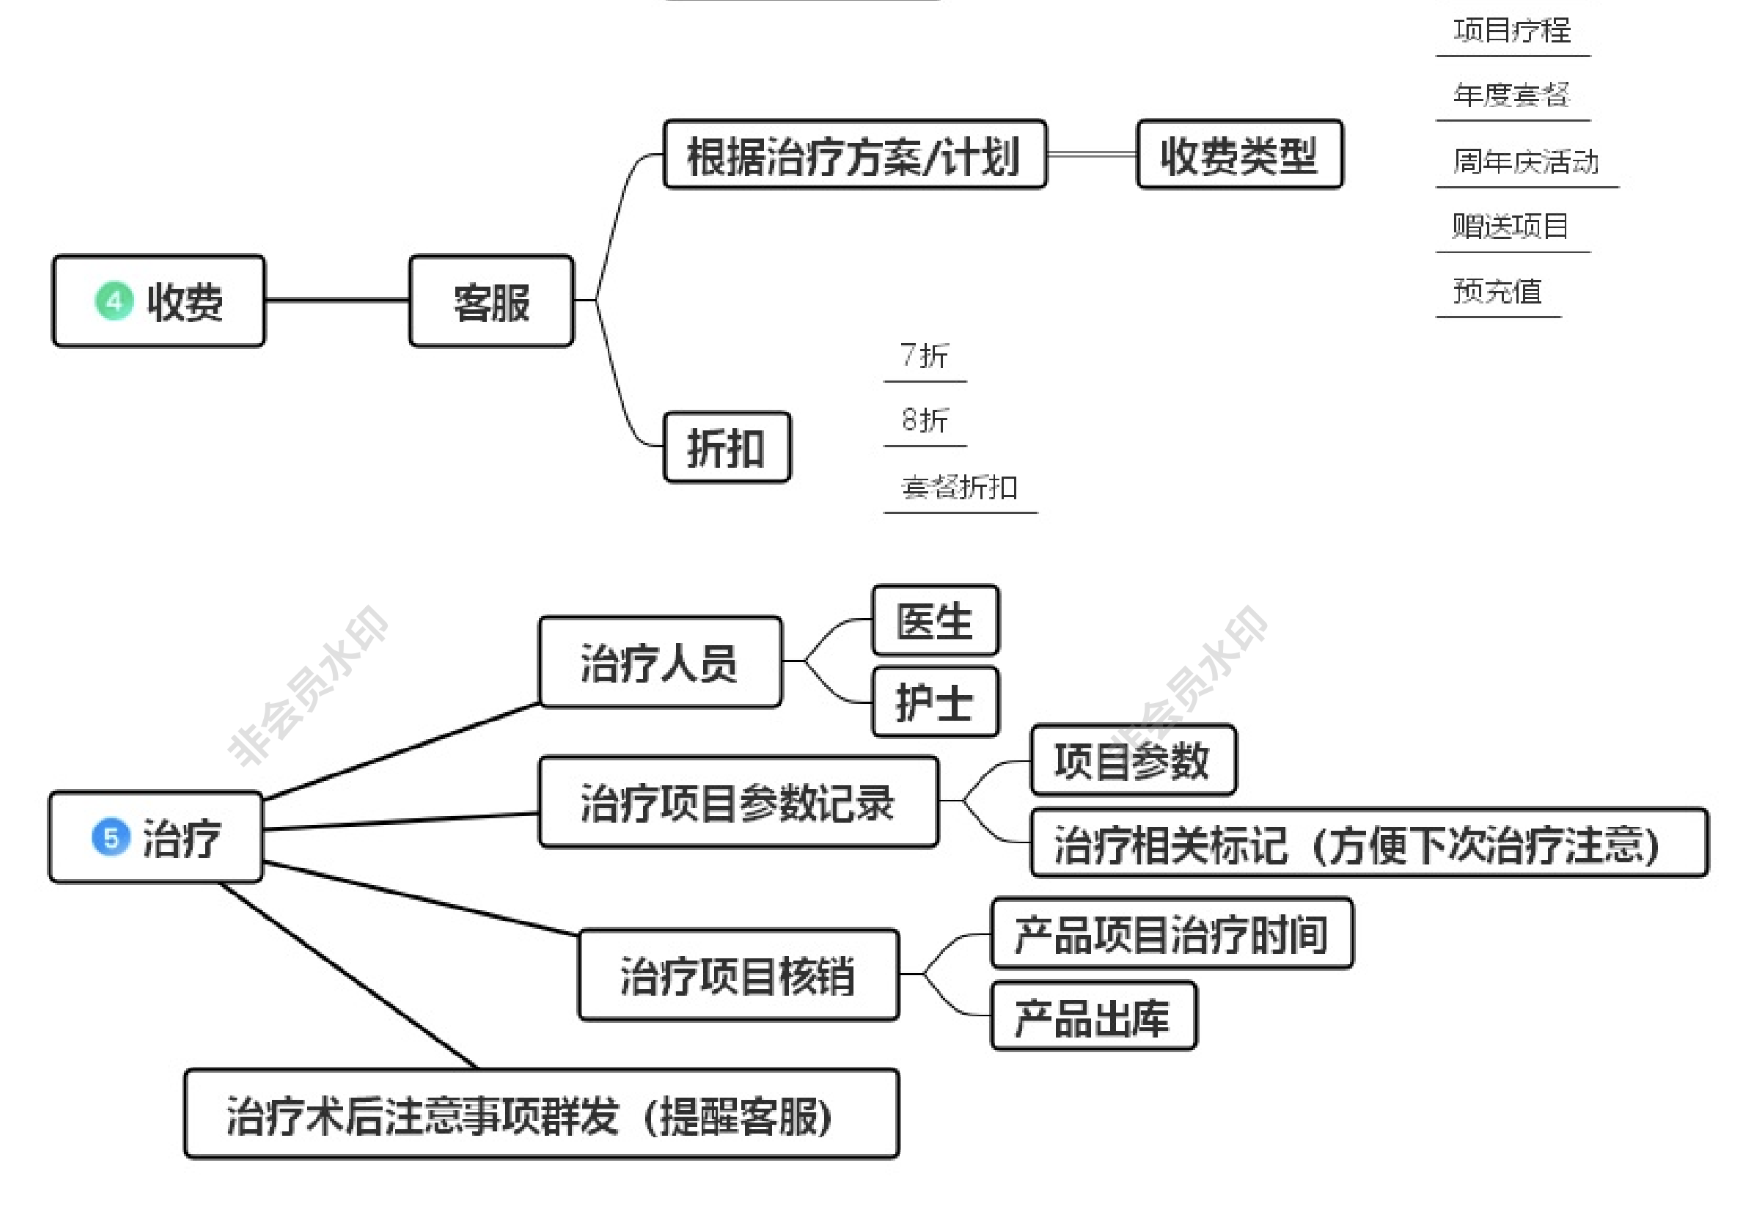 项目疗程
年度套餐
周年庆活动
赠送项目
预充值
根据治疗方案/计划
收费类型
4 收费
客服
7折
8折
折扣
套餐折扣
医生
治疗人员
护士
项目参数
治疗项目参数记录
5 治疗
治疗相关标记（方便下次治疗注意）
产品项目治疗时间
治疗项目核销
产品出库
治疗术后注意事项群发（提醒客服）
非会员水印
非会员水印